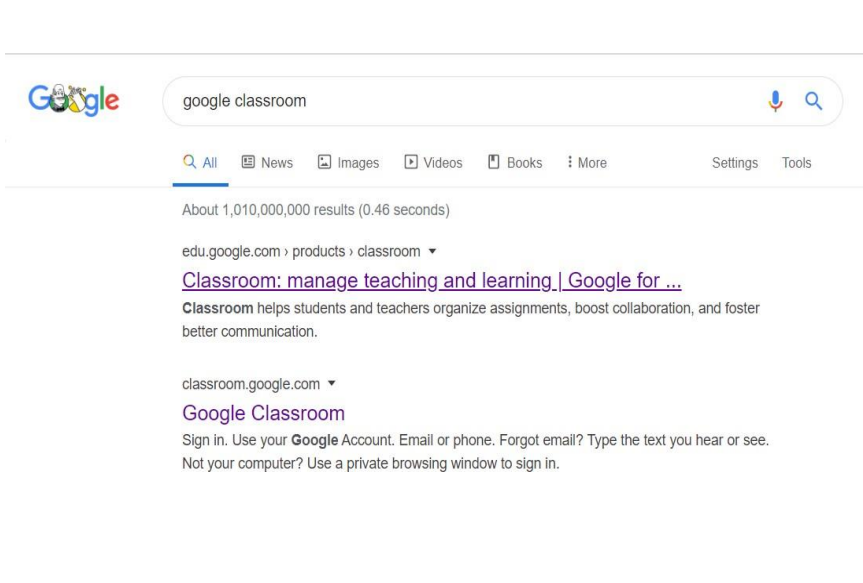 Google
google classroom
All News Images Videos Books More Settings Tools
About 1,010,000,000 results (0.46 seconds)
edu.google.com › products › classroom
Classroom: manage teaching and learning | Google for ...
Classroom helps students and teachers organize assignments, boost collaboration, and foster
better communication.
classroom.google.com
Google Classroom
Sign in. Use your Google Account. Email or phone. Forgot email? Type the text you hear or see.
Not your computer? Use a private browsing window to sign in.